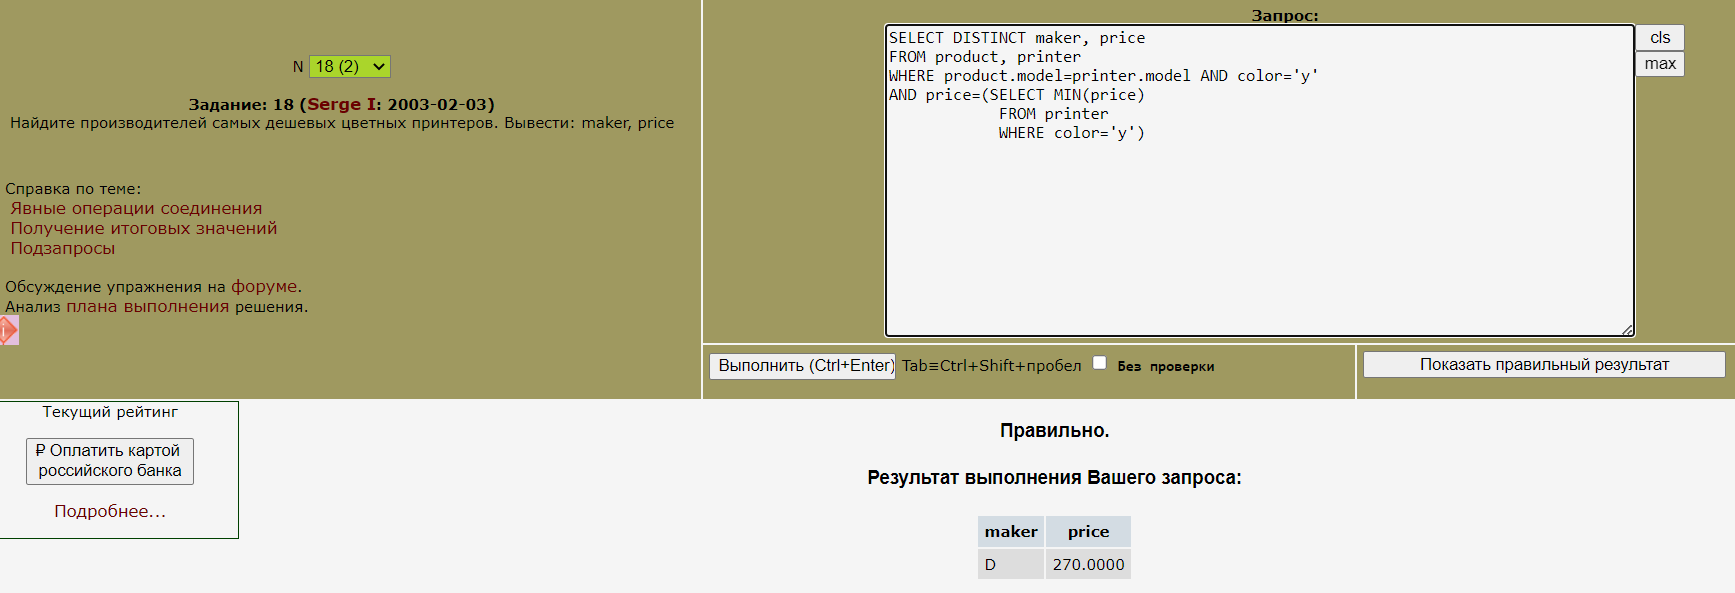 N 18 (2)
Задание: 18 (Serge I: 2003-02-03)
Найдите производителей самых дешевых цветных принтеров. Вывести: maker, price
Справка по теме:
Явные операции соединения
Получение итоговых значений
Подзапросы
Обсуждение упражнения на форуме.
Анализ плана выполнения решения.
Запрос:
SELECT DISTINCT maker, price
FROM product, printer
WHERE product.model=printer.model AND color='y'
AND price=(SELECT MIN(price)
FROM printer
WHERE color='y')
cls
max
Выполнить (Ctrl+Enter) Tab≡Ctrl+Shift+пробел Без проверки
Показать правильный результат
Текущий рейтинг
₽ Оплатить картой
российского банка
Подробнее...
Правильно.
Результат выполнения Вашего запроса:
maker price
D 270.0000